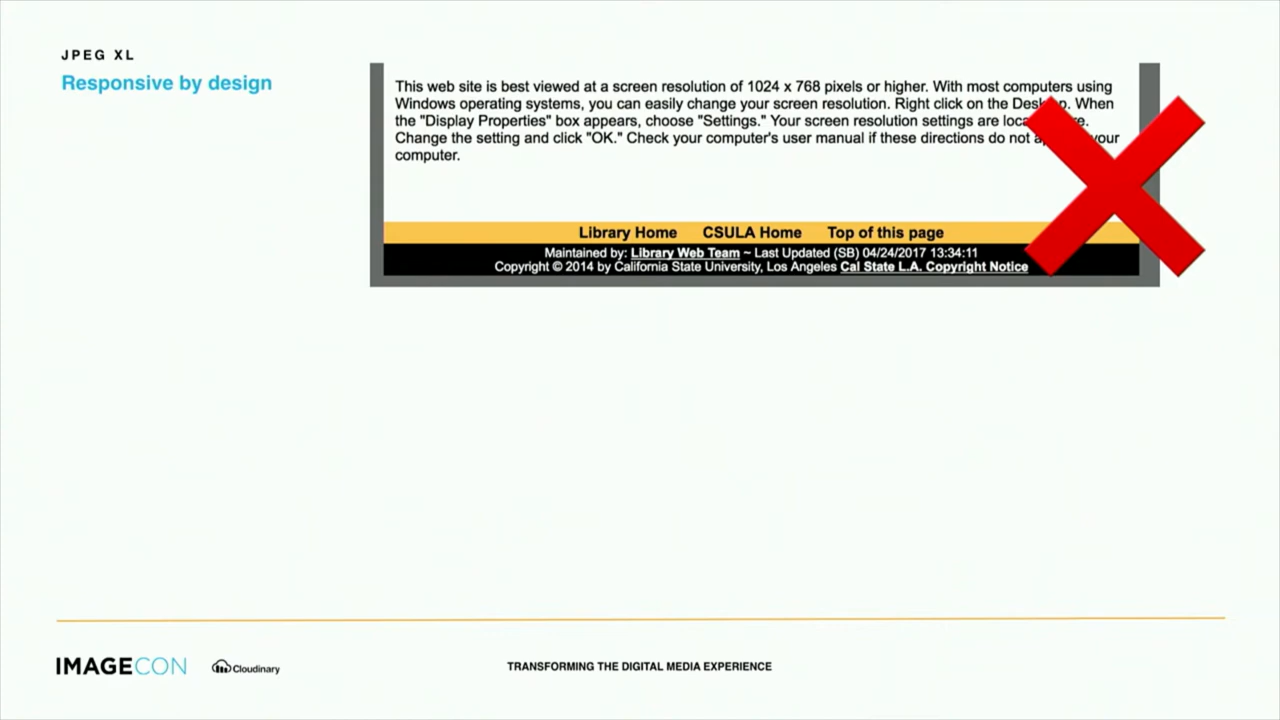 JPEG XL
Responsive by design
This web site is best viewed at a screen resolution of 1024 x 768 pixels or higher. With most computers using
Windows operating systems, you can easily change your screen resolution. Right click on the Desktop. When
the "Display Properties" box appears, choose "Settings." Your screen resolution settings are
Change the setting and click "OK." Check your computer's user manual if these directions do not your
computer.
Library Home CSULA Home Top of this page
Maintained by: Library Web Team ~ Last Updated (SB) 04/24/2017 13:34:11
Copyright © 2014 by California State University, Los Angeles Cal State L.A. Copyright Notice
IMAGECON
Cloudinary
TRANSFORMING THE DIGITAL MEDIA EXPERIENCE